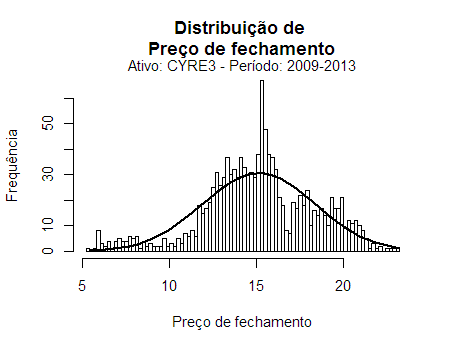 Distribuição de
Preço de fechamento
Ativo: CYRE3 - Período: 2009-2013
Frequência
50
30
10
0
5
10
15
20
Preço de fechamento